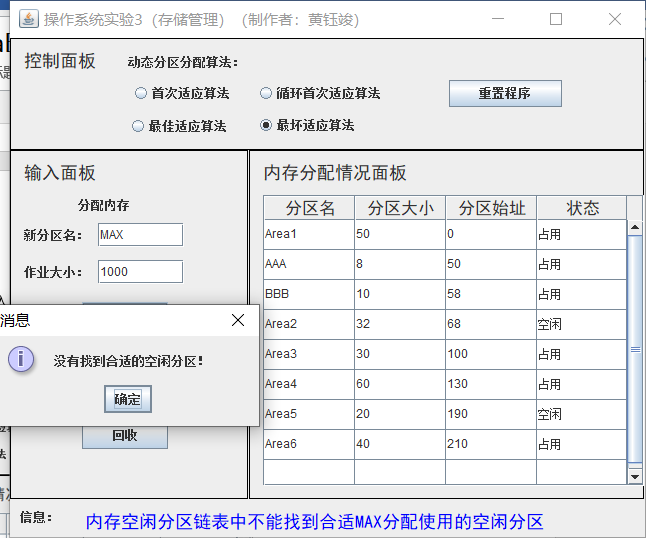 操作系统实验3（存储管理）（制作者：黄钰竣）
控制面板
动态分区分配算法：
首次适应算法
循环首次适应算法
重置程序
最佳适应算法
最坏适应算法
输入面板
分配内存
新分区名：
MAX
作业大小：
1000
消息
没有找到合适的空闲分区！
确定
回收
内存分配情况面板
分区名 分区大小 分区始址 状态
Area1 50 0 占用
AAA 8 50 占用
BBB 10 58 占用
Area2 32 68 空闲
Area3 30 100 占用
Area4 60 130 占用
Area5 20 190 空闲
Area6 40 210 占用
信息：
内存空闲分区链表中不能找到合适MAX分配使用的空闲分区